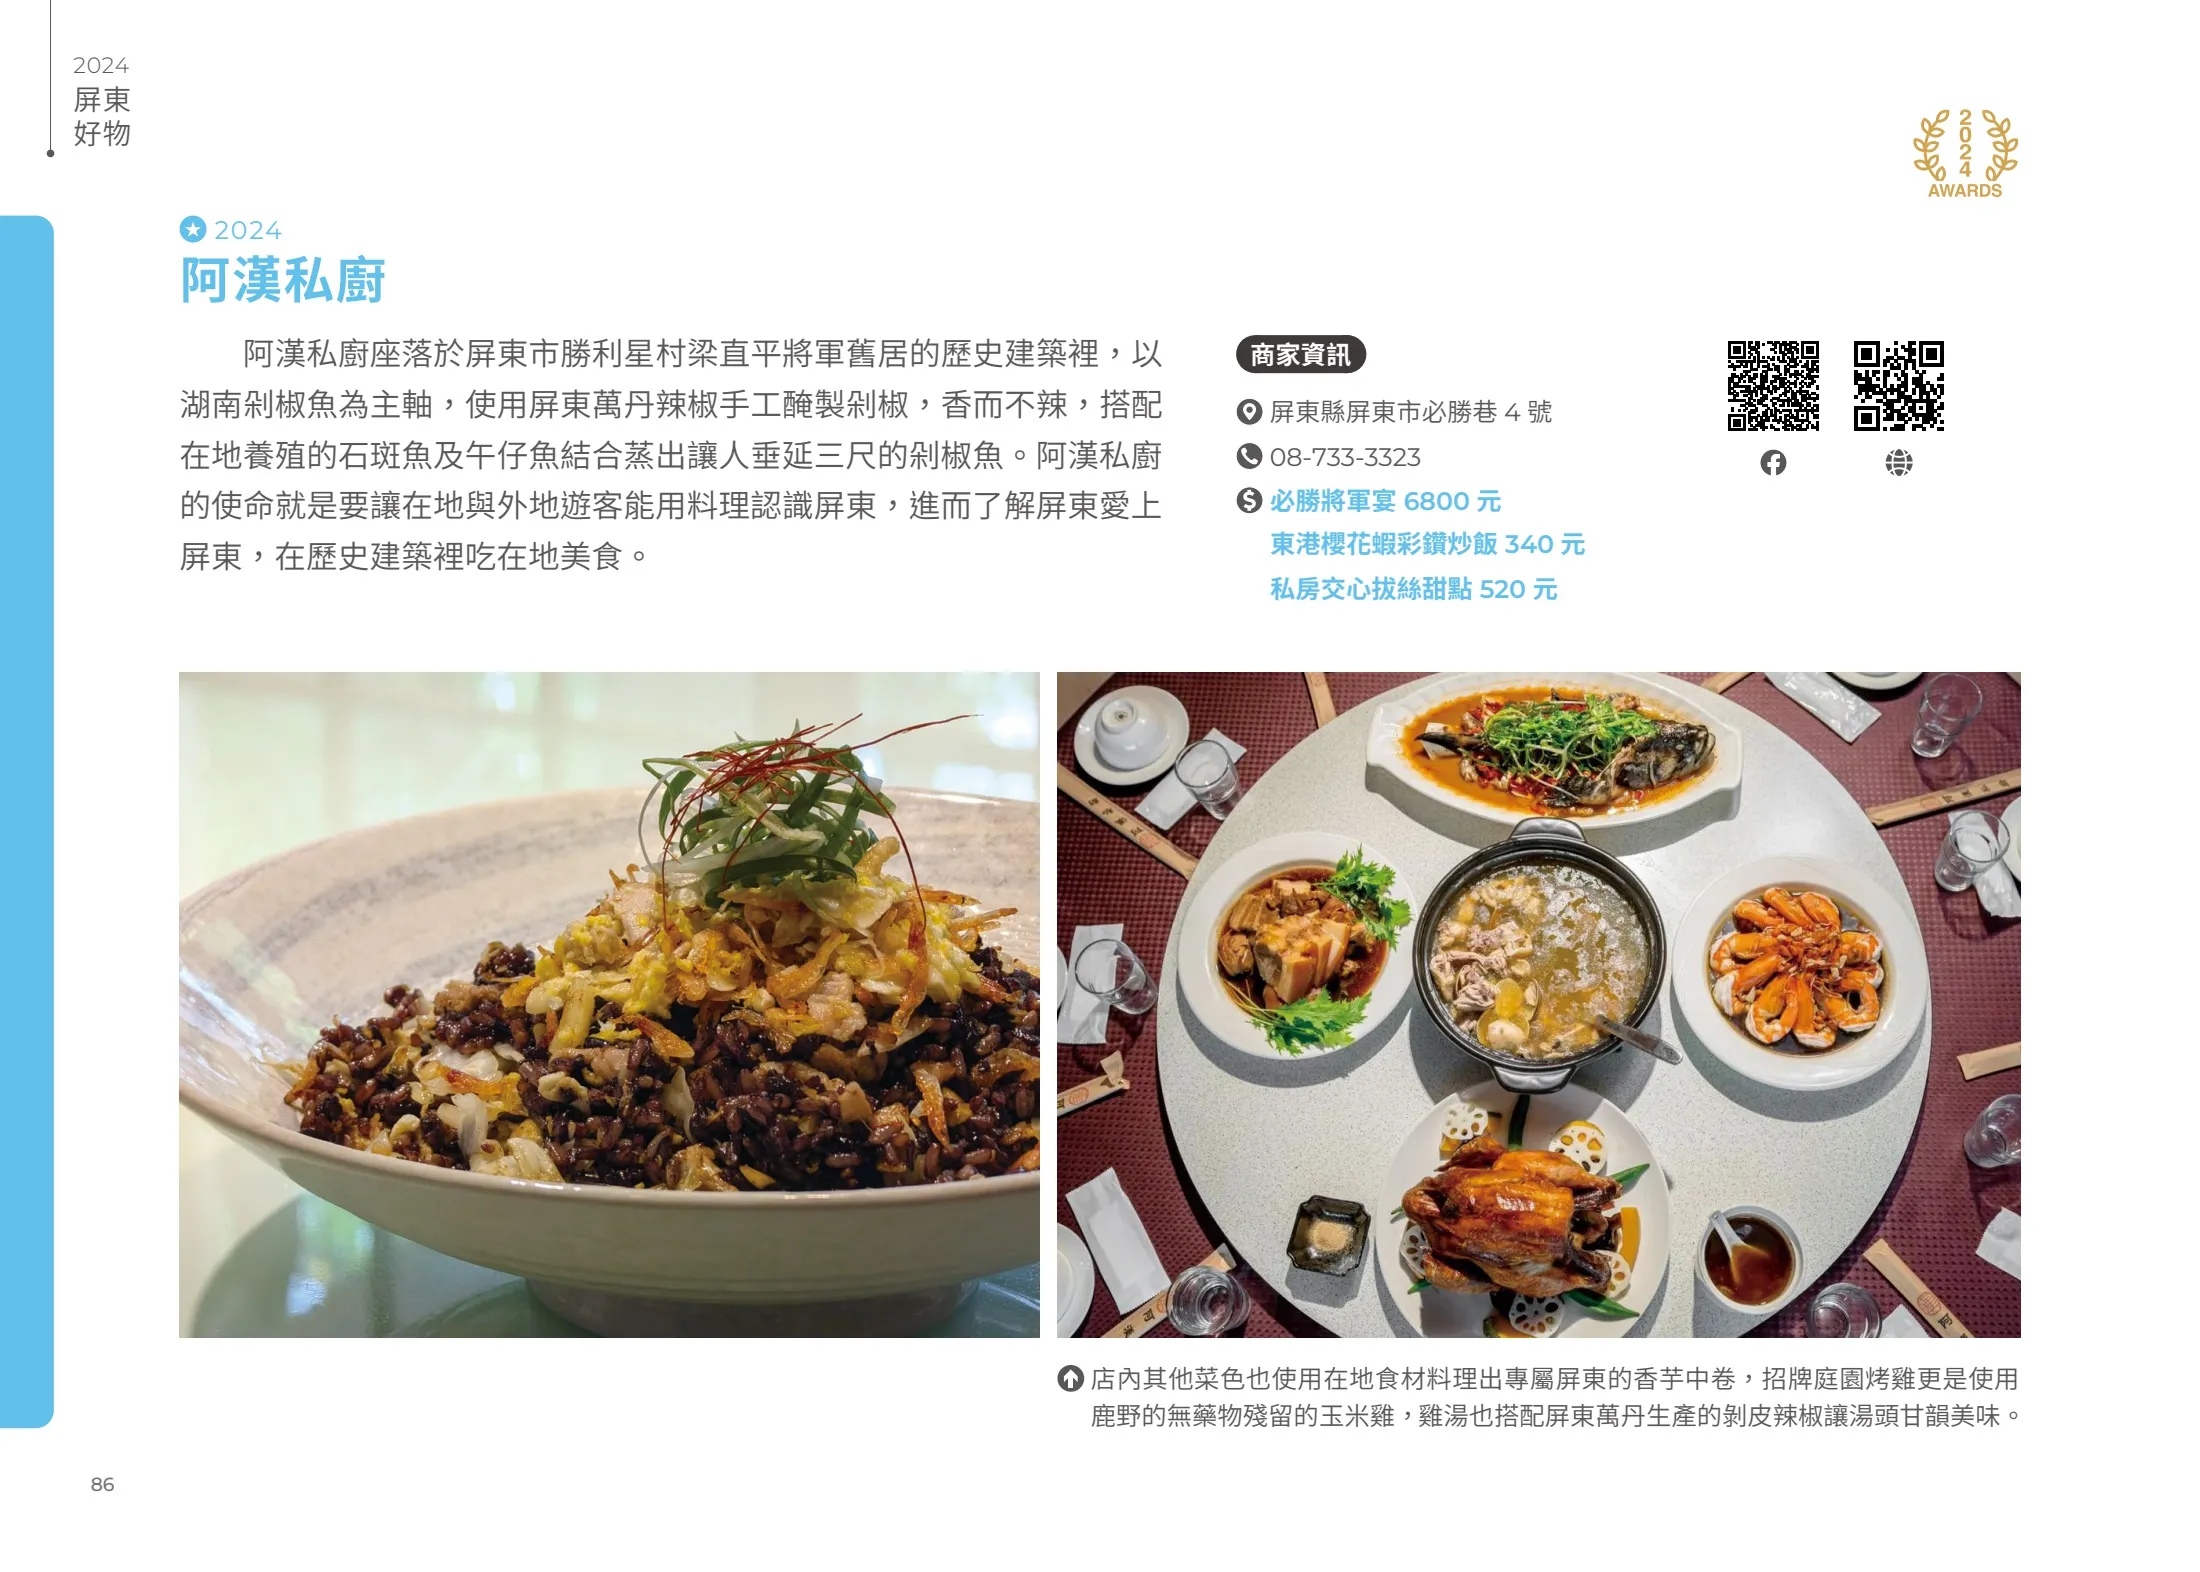 2024
屏東
好物
2024
AWARDS
2024
阿漢私廚
阿漢私廚座落於屏東市勝利星村梁直平將軍舊居的歷史建築裡，以
湖南剁椒魚為主軸，使用屏東萬丹辣椒手工醃製剁椒，香而不辣，搭配
在地養殖的石斑魚及午仔魚結合蒸出讓人垂延三尺的剁椒魚。阿漢私廚
的使命就是要讓在地與外地遊客能用料理認識屏東，進而了解屏東愛上
屏東，在歷史建築裡吃在地美食。
商家資訊
屏東縣屏東市必勝巷 4 號
08-733-3323
必勝將軍宴 6800 元
東港櫻花蝦彩鑽炒飯 340 元
私房交心拔絲甜點 520 元
店內其他菜色也使用在地食材料理出專屬屏東的香芋中卷，招牌庭園烤雞更是使用
鹿野的無藥物殘留的玉米雞，雞湯也搭配屏東萬丹生產的剝皮辣椒讓湯頭甘韻美味。
86